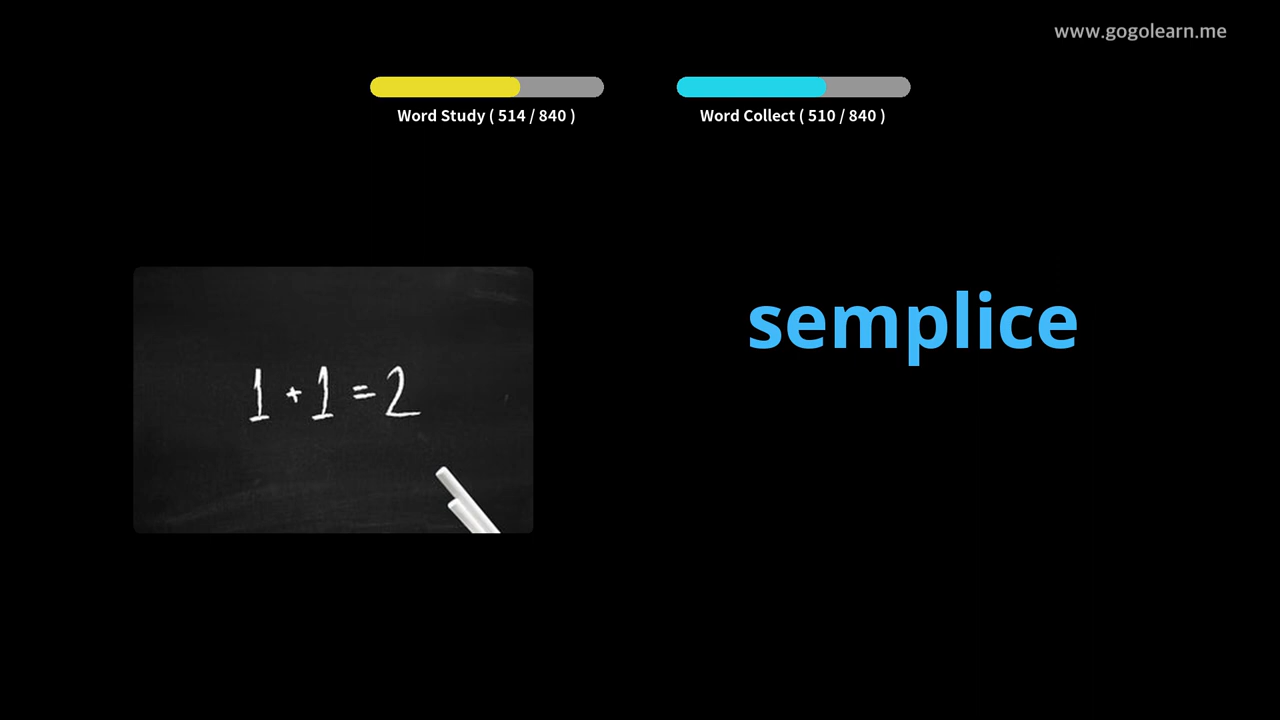 www.gogolearn.me
Word Study ( 514 / 840 )
Word Collect ( 510 / 840 )
semplice
1 + 1 = 2